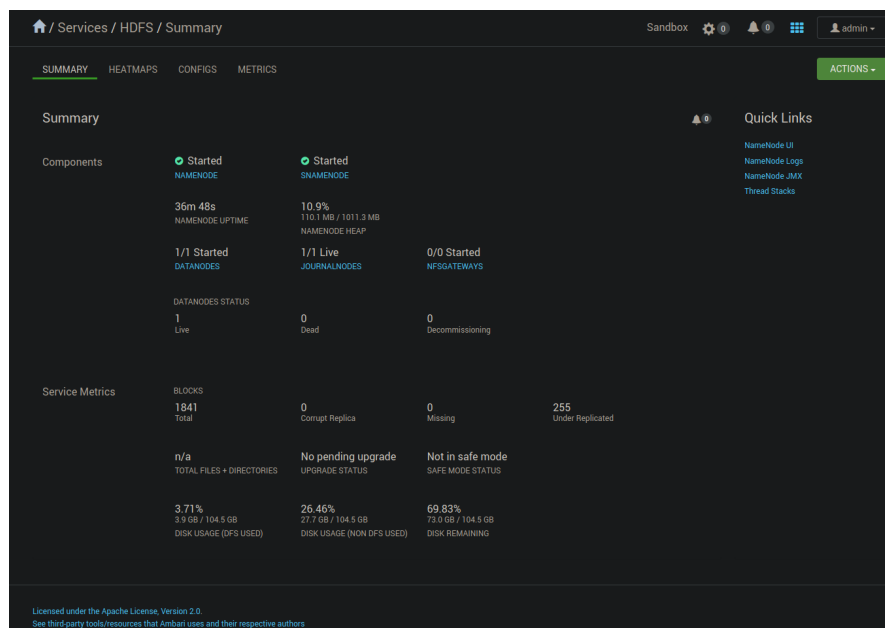 / Services / HDFS / Summary
Sandbox 0 0 admin
SUMMARY HEATMAPS CONFIGS METRICS ACTIONS
Summary 0 Quick Links
NameNode UI
NameNode Logs
NameNode JMX
Thread Stacks
Components
Started Started
NAMENODE SNAMENODE
36m 48s 10.9%
NAMENODE UPTIME 110.1 MB / 1011.3 MB
NAMENODE HEAP
1/1 Started 1/1 Live 0/0 Started
DATANODES JOURNALNODES NFSGATEWAYS
DATANODES STATUS
1 0 0
Live Dead Decommissioning
Service Metrics
BLOCKS
1841 0 0 255
Total Corrupt Replica Missing Under Replicated
n/a No pending upgrade Not in safe mode
TOTAL FILES + DIRECTORIES UPGRADE STATUS SAFE MODE STATUS
3.71% 26.46% 69.83%
3.9 GB / 104.5 GB 27.7 GB / 104.5 GB 73.0 GB / 104.5 GB
DISK USAGE (DFS USED) DISK USAGE (NON DFS USED) DISK REMAINING
Licensed under the Apache License, Version 2.0.
See third-party tools/resources that Ambari uses and their respective authors